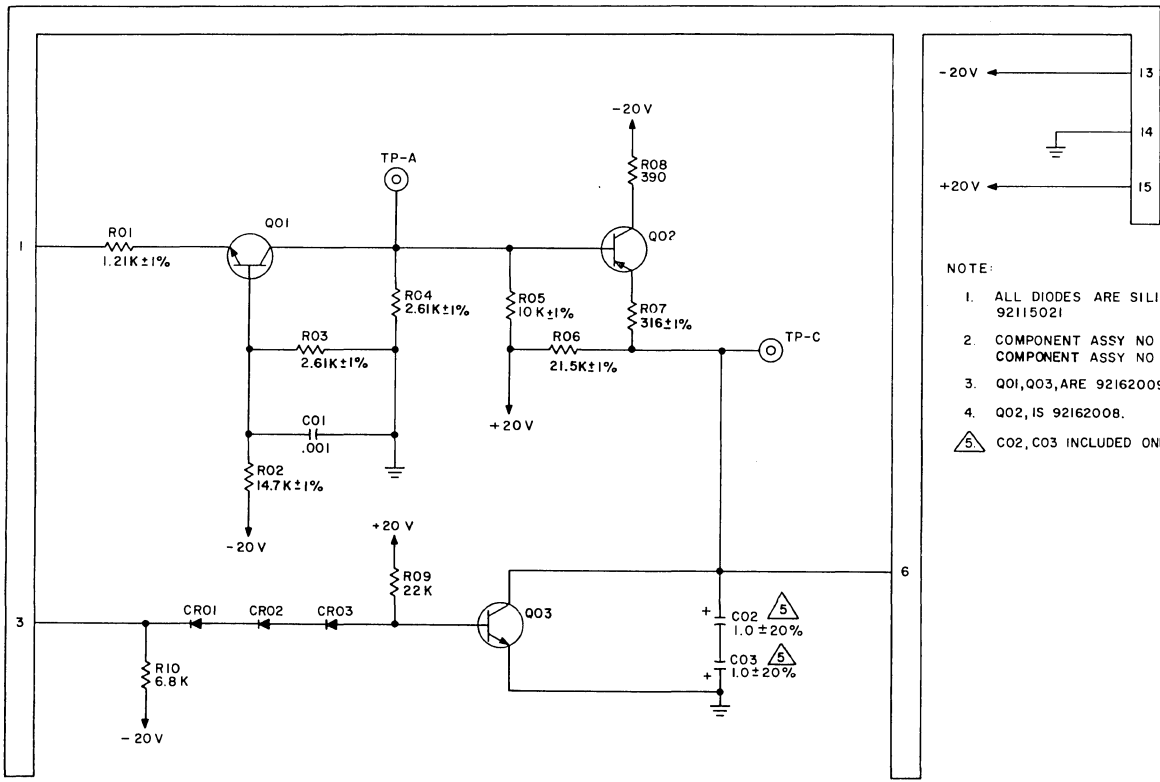 -20V
13
14
+20V
15
-20V
R08
390
TP-A
Q01
Q02
1
R01
1.21K±1%
R04
2.61K±1%
R05
10K±1%
R07
316±1%
R03
2.61K±1%
R06
21.5K±1%
TP-C
C01
.001
+20V
R02
14.7K±1%
-20V
+20V
R09
22K
3
CR01
CR02
CR03
Q03
6
C02
5
+
1.0±20%
C03
5
+
1.0±20%
R10
6.8K
-20V
NOTE:
1. ALL DIODES ARE SILI
92115021
2. COMPONENT ASSY NO
COMPONENT ASSY NO
3. Q01,Q03,ARE 92162009
4. Q02, IS 92162008.
5. C02,C03 INCLUDED ON